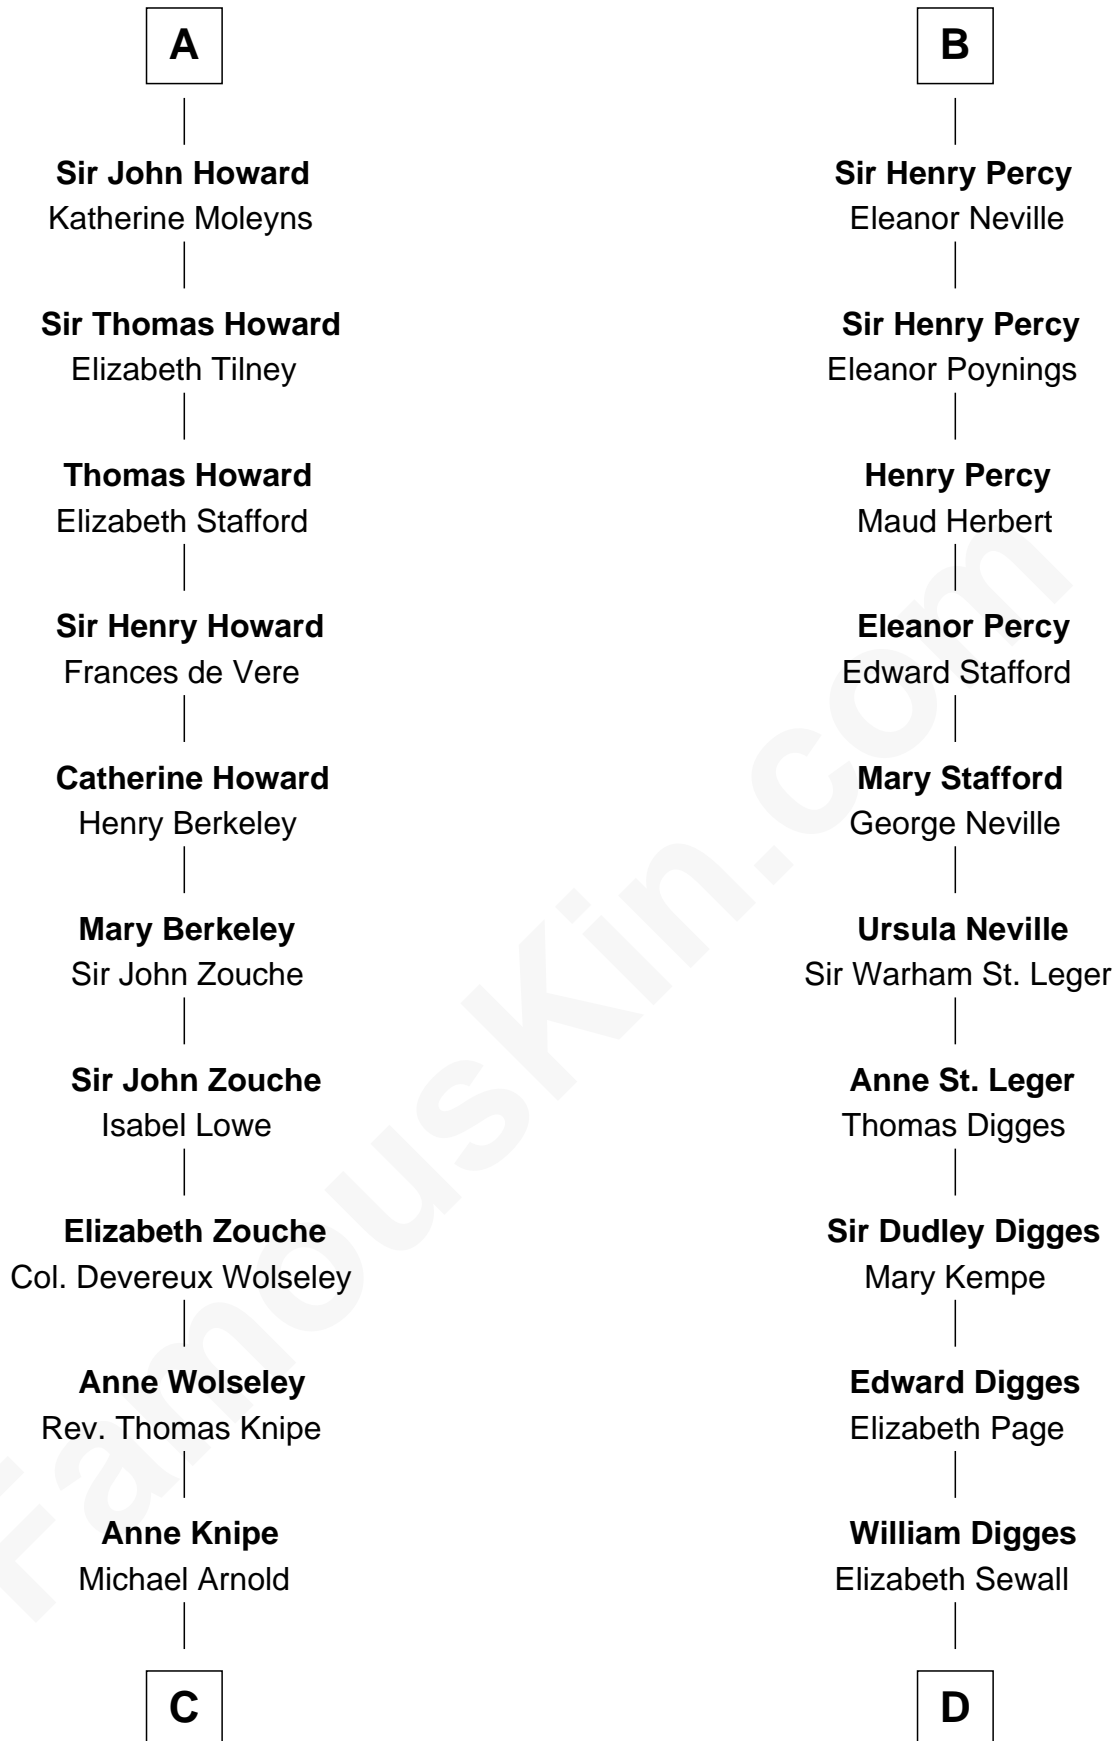 A
Sir John Howard
Katherine Moleyns
Sir Thomas Howard
Elizabeth Tilney
Thomas Howard
Elizabeth Stafford
Sir Henry Howard
Frances de Vere
Catherine Howard
Henry Berkeley
Mary Berkeley
Sir John Zouche
Sir John Zouche
Isabel Lowe
Elizabeth Zouche
Col. Devereux Wolseley
Anne Wolseley
Rev. Thomas Knipe
Anne Knipe
Michael Arnold
C
B
Sir Henry Percy
Eleanor Neville
Sir Henry Percy
Eleanor Poynings
Henry Percy
Maud Herbert
Eleanor Percy
Edward Stafford
Mary Stafford
George Neville
Ursula Neville
Sir Warham St. Leger
Anne St. Leger
Thomas Digges
Sir Dudley Digges
Mary Kempe
Edward Digges
Elizabeth Page
William Digges
Elizabeth Sewall
D
FamousKin.com